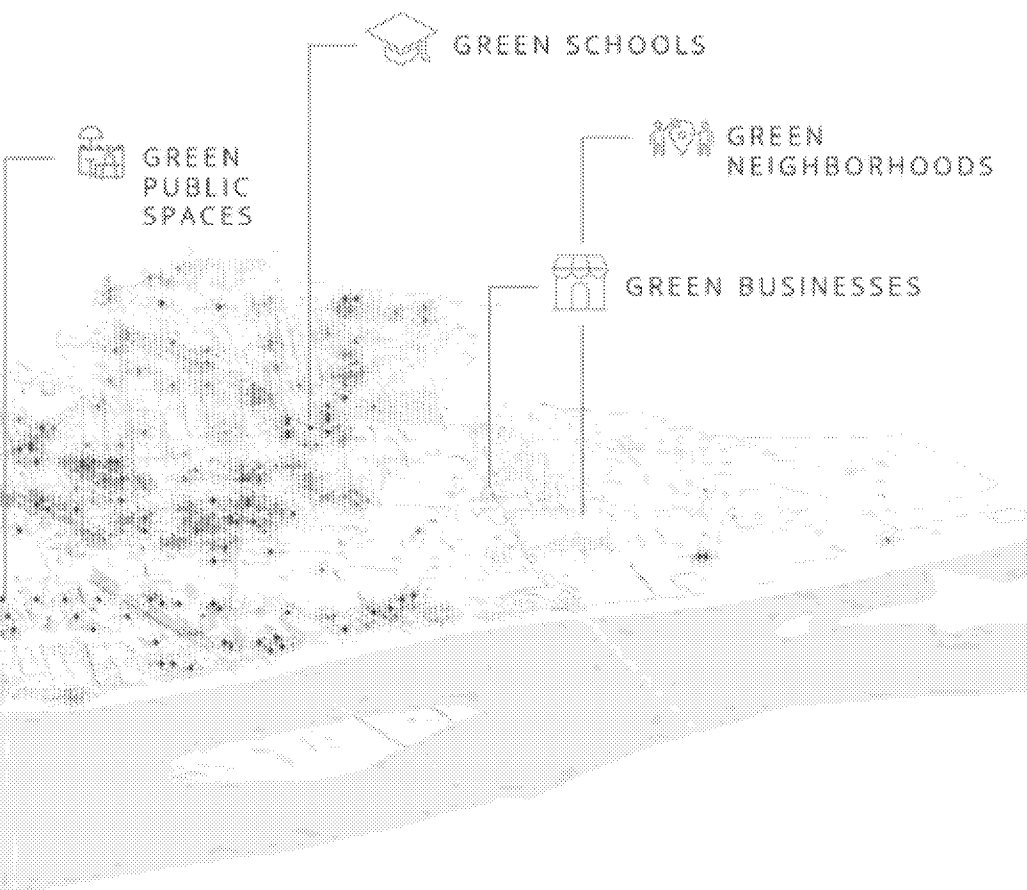 GREEN SCHOOLS
GREEN
NEIGHBORHOODS
GREEN
PUBLIC
SPACES
GREEN BUSINESSES